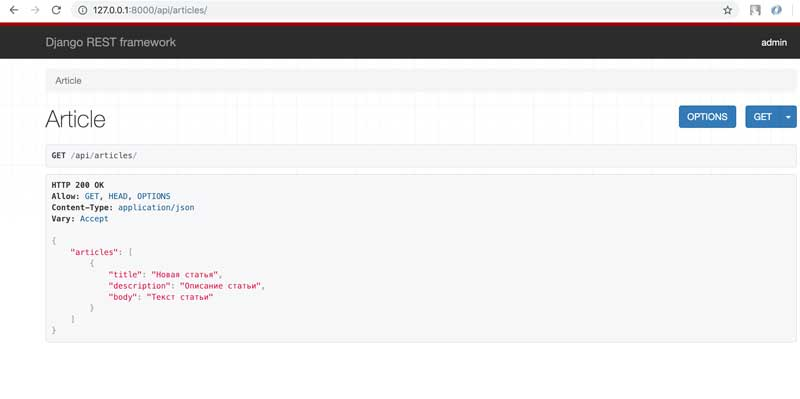 127.0.0.1:8000/api/articles/
Django REST framework
admin
Article
Article
OPTIONS
GET
GET /api/articles/
HTTP 200 OK
Allow: GET, HEAD, OPTIONS
Content-Type: application/json
Vary: Accept
{
"articles": [
{
"title": "Новая статья",
"description": "Описание статьи",
"body": "Текст статьи"
}
]
}